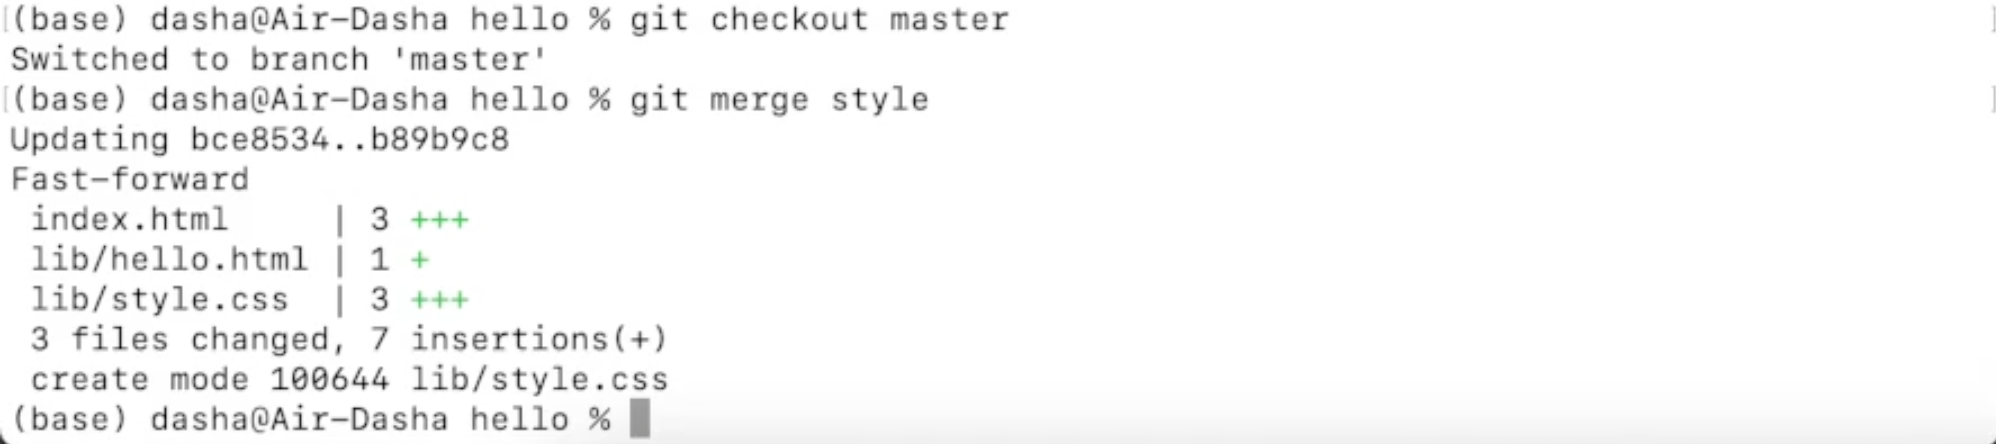 (base) dasha@Air-Dasha hello % git checkout master
Switched to branch 'master'
(base) dasha@Air-Dasha hello % git merge style
Updating bce8534..b89b9c8
Fast-forward
 index.html     | 3 +++
 lib/hello.html | 1 +
 lib/style.css  | 3 +++
 3 files changed, 7 insertions(+)
 create mode 100644 lib/style.css
(base) dasha@Air-Dasha hello %